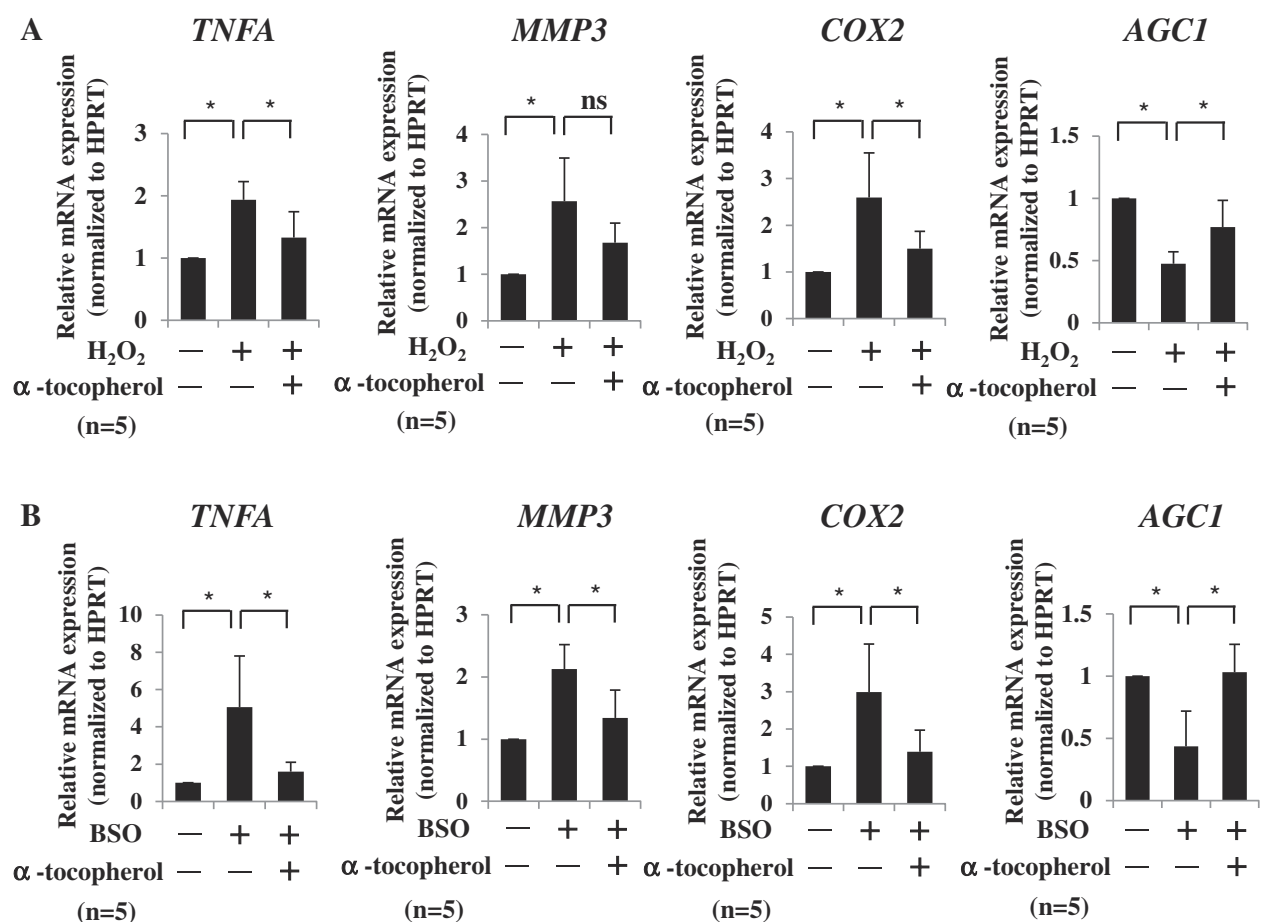 A
TNFA
MMP3
COX2
AGC1
Relative mRNA expression
(normalized to HPRT)
3
2
1
0
*
*
H₂O₂ — + +
α -tocopherol — — +
(n=5)
Relative mRNA expression
(normalized to HPRT)
4
3
2
1
0
*
ns
H₂O₂ — + +
α -tocopherol — — +
(n=5)
Relative mRNA expression
(normalized to HPRT)
4
3
2
1
0
*
*
H₂O₂ — + +
α -tocopherol — — +
(n=5)
Relative mRNA expression
(normalized to HPRT)
1.5
1
0.5
0
*
*
H₂O₂ — + +
α -tocopherol — — +
(n=5)
B
TNFA
MMP3
COX2
AGC1
Relative mRNA expression
(normalized to HPRT)
10
8
6
4
2
0
*
*
BSO — + +
α -tocopherol — — +
(n=5)
Relative mRNA expression
(normalized to HPRT)
3
2
1
0
*
*
BSO — + +
α -tocopherol — — +
(n=5)
Relative mRNA expression
(normalized to HPRT)
5
4
3
2
1
0
*
*
BSO — + +
α -tocopherol — — +
(n=5)
Relative mRNA expression
(normalized to HPRT)
1.5
1
0.5
0
*
*
BSO — + +
α -tocopherol — — +
(n=5)